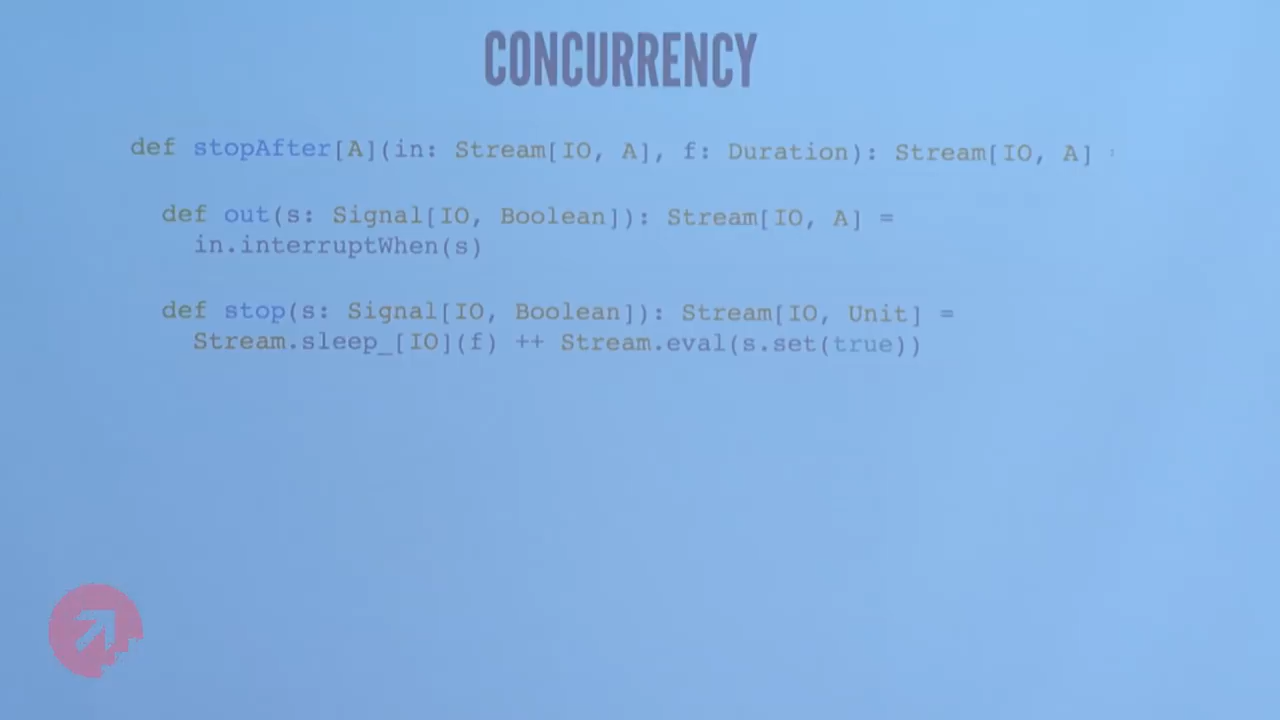 CONCURRENCY
def stopAfter[A](in: Stream[IO, A], f: Duration): Stream[IO, A]
def out(s: Signal[IO, Boolean]): Stream[IO, A] =
in.interruptWhen(s)
def stop(s: Signal[IO, Boolean]): Stream[IO, Unit] =
Stream.sleep_[IO](f) ++ Stream.eval(s.set(true))